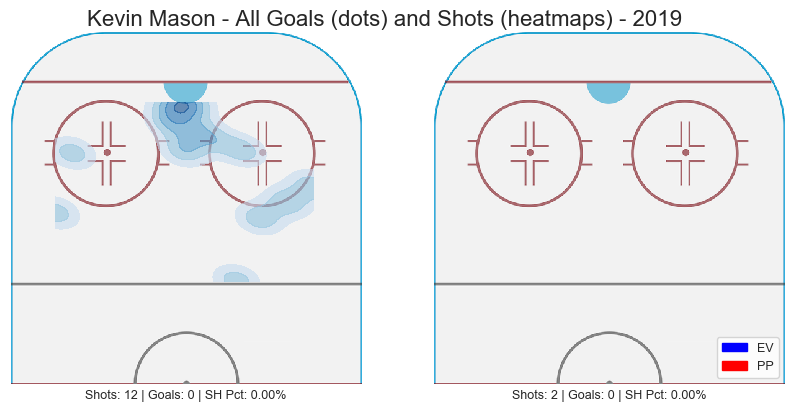 Kevin Mason - All Goals (dots) and Shots (heatmaps) - 2019
EV
PP
Shots: 12 | Goals: 0 | SH Pct: 0.00%
Shots: 2 | Goals: 0 | SH Pct: 0.00%